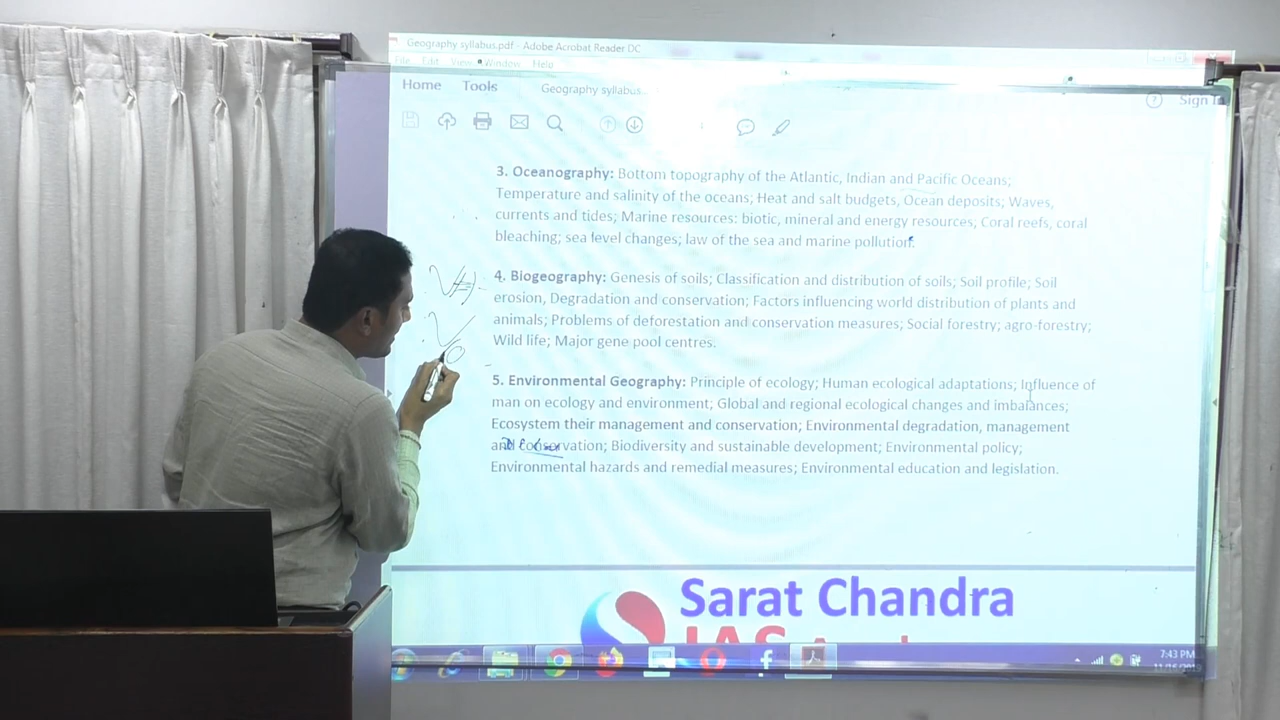 Geography syllabus.pdf - Adobe Acrobat Reader DC
File Edit View Window Help
Home Tools Geography syllabus...
Sign In
3. Oceanography: Bottom topography of the Atlantic, Indian and Pacific Oceans;
Temperature and salinity of the oceans; Heat and salt budgets, Ocean deposits; Waves,
currents and tides; Marine resources: biotic, mineral and energy resources, Coral reefs, coral
bleaching; sea level changes; law of the sea and marine pollution.
4. Biogeography: Genesis of soils; Classification and distribution of soils; Soil profile; Soil
erosion, Degradation and conservation; Factors influencing world distribution of plants and
animals; Problems of deforestation and conservation measures; Social forestry; agro-forestry;
Wild life; Major gene pool centres.
5. Environmental Geography: Principle of ecology; Human ecological adaptations; Influence of
man on ecology and environment; Global and regional ecological changes and imbalances;
Ecosystem their management and conservation; Environmental degradation, management
and conservation; Biodiversity and sustainable development; Environmental policy;
Environmental hazards and remedial measures; Environmental education and legislation.
Sarat Chandra
IAS
7:43 PM